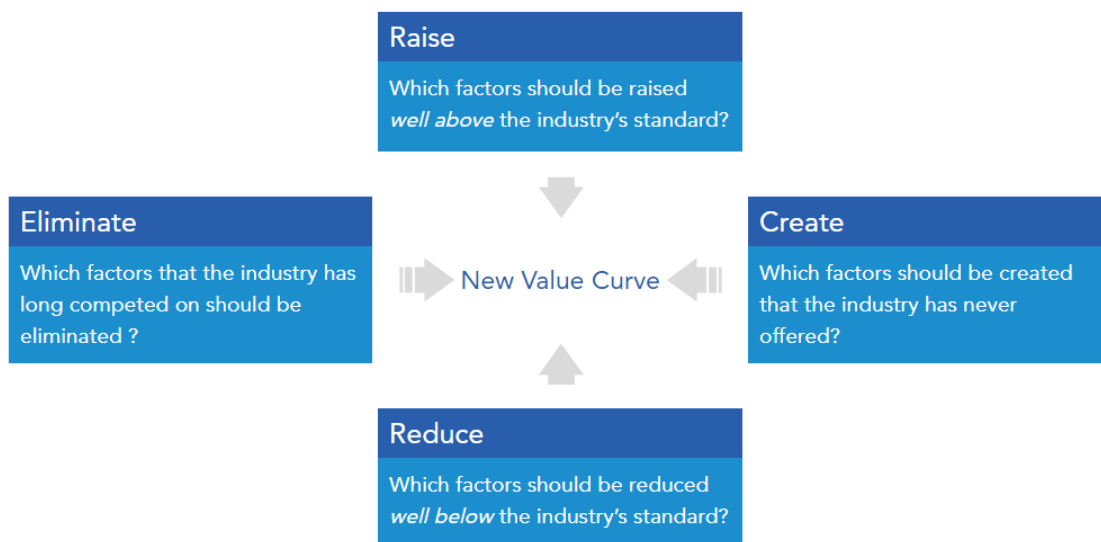 Raise
Which factors should be raised
well above the industry's standard?
Eliminate
Which factors that the industry has
long competed on should be
eliminated ?
New Value Curve
Create
Which factors should be created
that the industry has never
offered?
Reduce
Which factors should be reduced
well below the industry's standard?